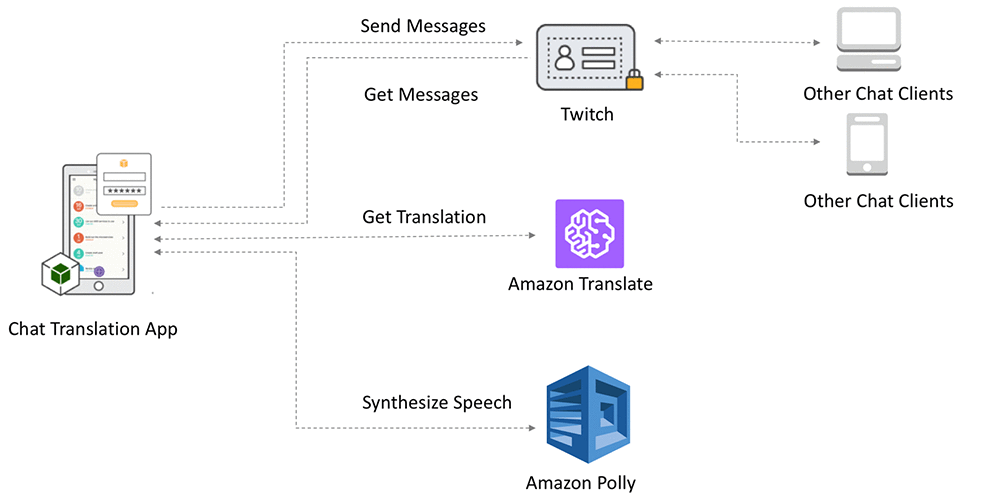 Send Messages
Get Messages
Twitch
Other Chat Clients
Other Chat Clients
Get Translation
Amazon Translate
Chat Translation App
Synthesize Speech
Amazon Polly